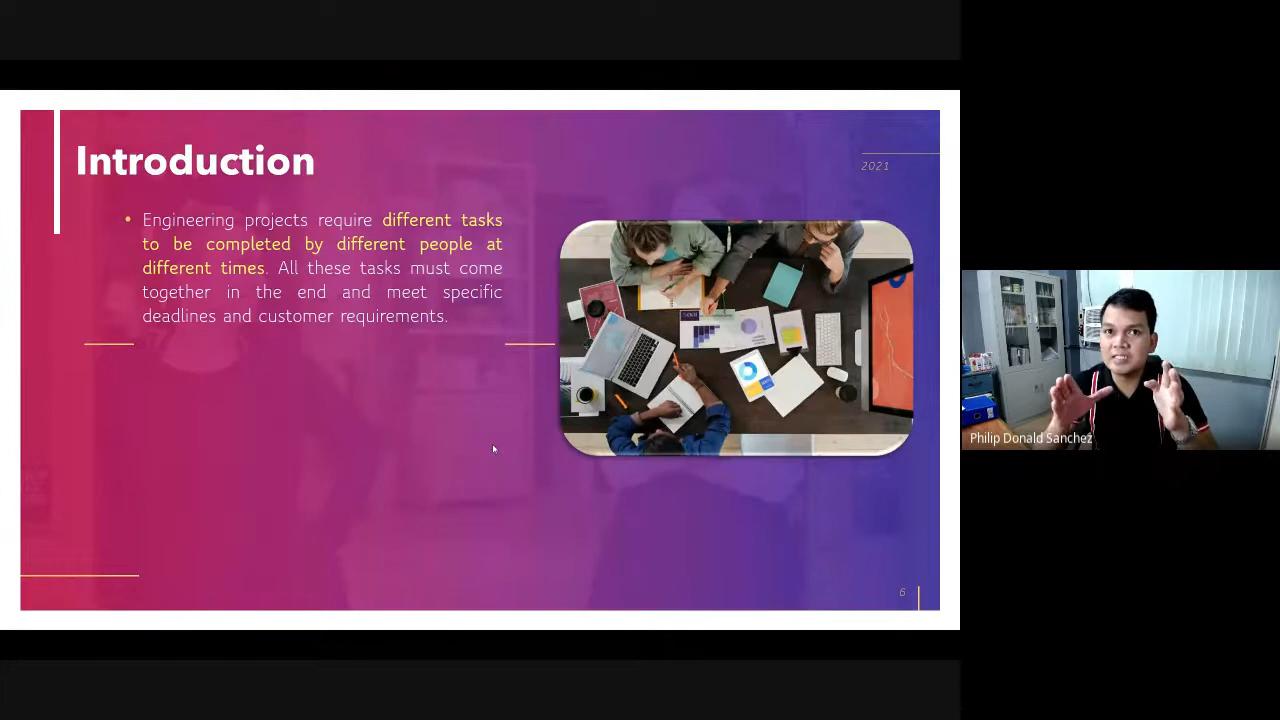 Introduction
2021
• Engineering projects require different tasks
to be completed by different people at
different times. All these tasks must come
together in the end and meet specific
deadlines and customer requirements.
Philip Donald Sanchez
6